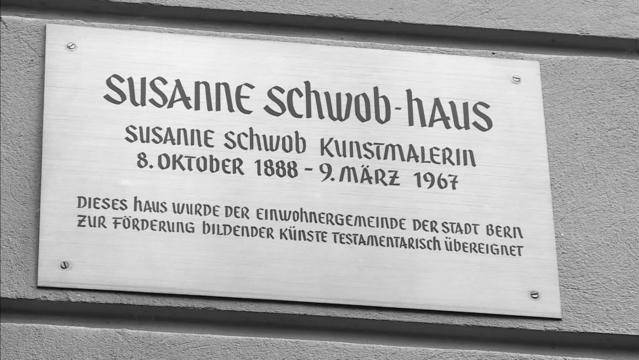 SUSANNE SCHWOB-HAUS
SUSANNE SCHWOB KUNSTMALERIN
8. OKTOBER 1888 – 9. MÄRZ 1967
DIESES HAUS WURDE DER EINWOHNERGEMEINDE DER STADT BERN
ZUR FÖRDERUNG BILDENDER KÜNSTE TESTAMENTARISCH ÜBEREIGNET